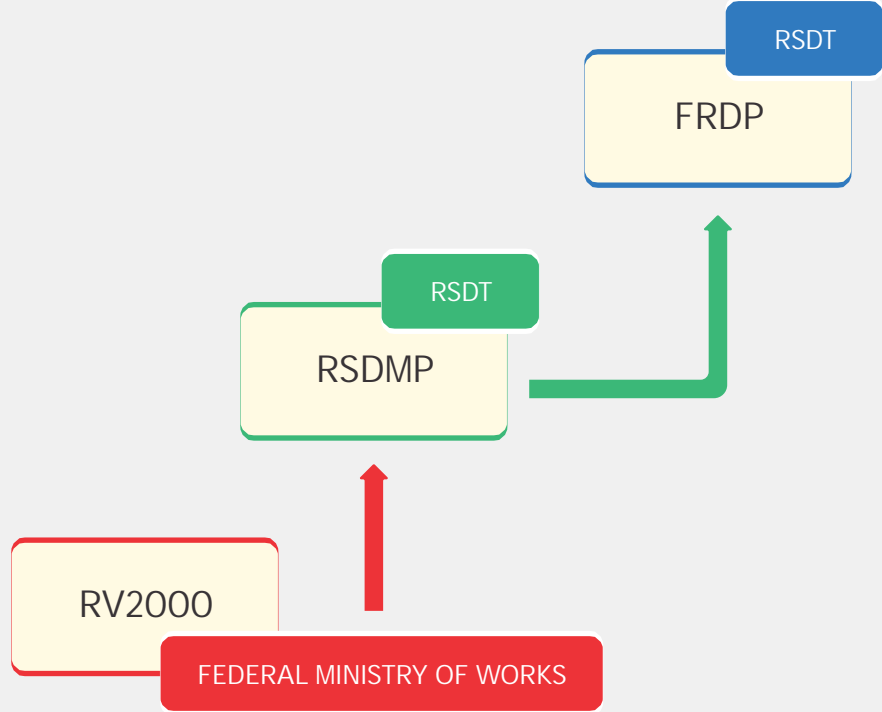 RSDT
FRDP
RSDT
RSDMP
RV2000
FEDERAL MINISTRY OF WORKS